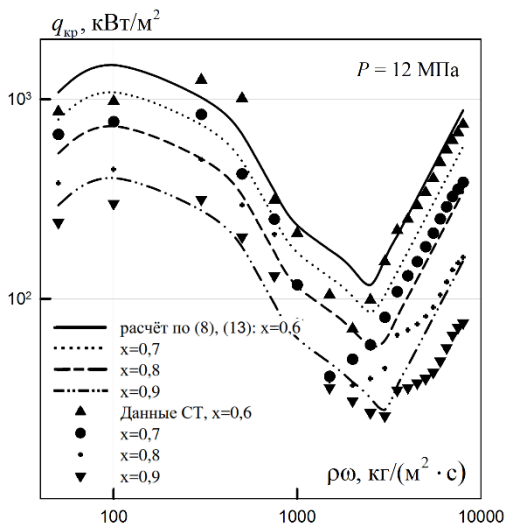 qкр, кВт/м²
P = 12 МПа
10³
10²
расчёт по (8), (13): x=0,6
x=0,7
x=0,8
x=0,9
Данные СТ, x=0,6
x=0,7
x=0,8
x=0,9
ρω, кг/(м² · с)
100 1000 10000